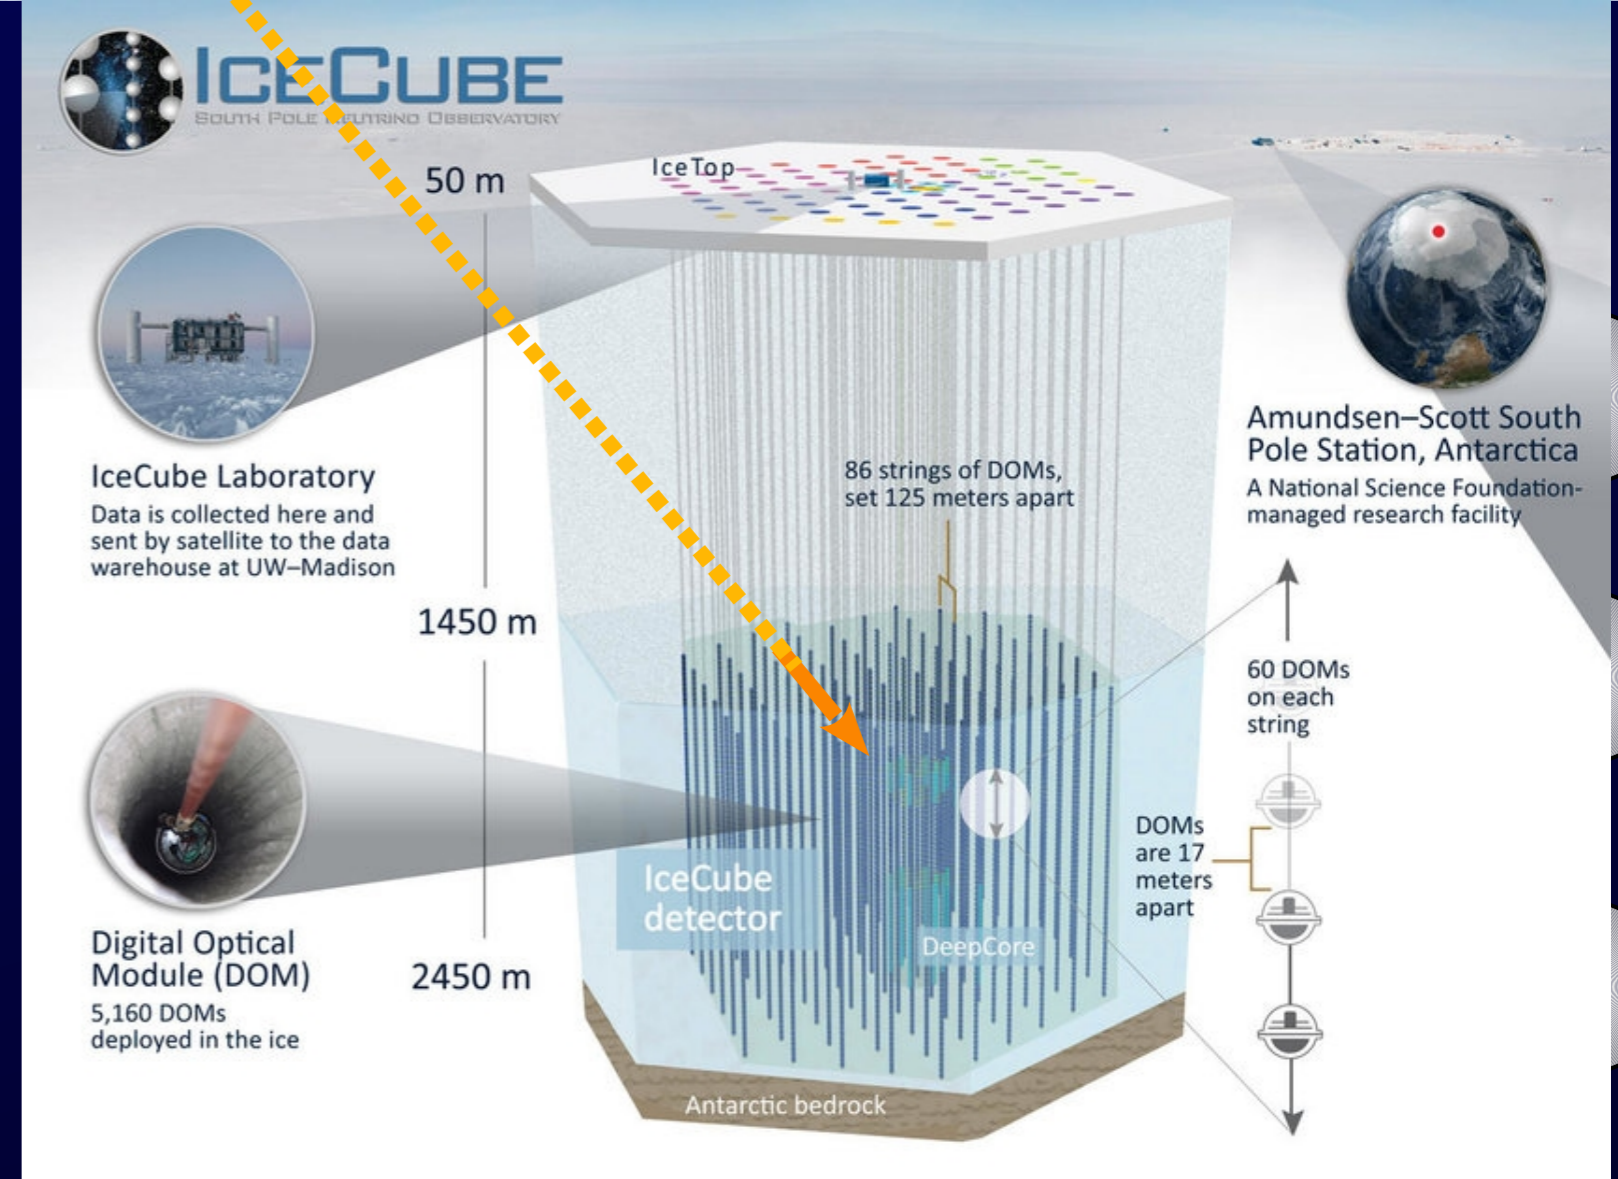 ICECUBE
SOUTH POLE NEUTRINO OBSERVATORY
50 m
IceTop
IceCube Laboratory
Data is collected here and
sent by satellite to the data
warehouse at UW–Madison
86 strings of DOMs,
set 125 meters apart
Amundsen–Scott South
Pole Station, Antarctica
A National Science Foundation-
managed research facility
1450 m
60 DOMs
on each
string
DOMs
are 17
meters
apart
IceCube
detector
DeepCore
Digital Optical
Module (DOM)
5,160 DOMs
deployed in the ice
2450 m
Antarctic bedrock